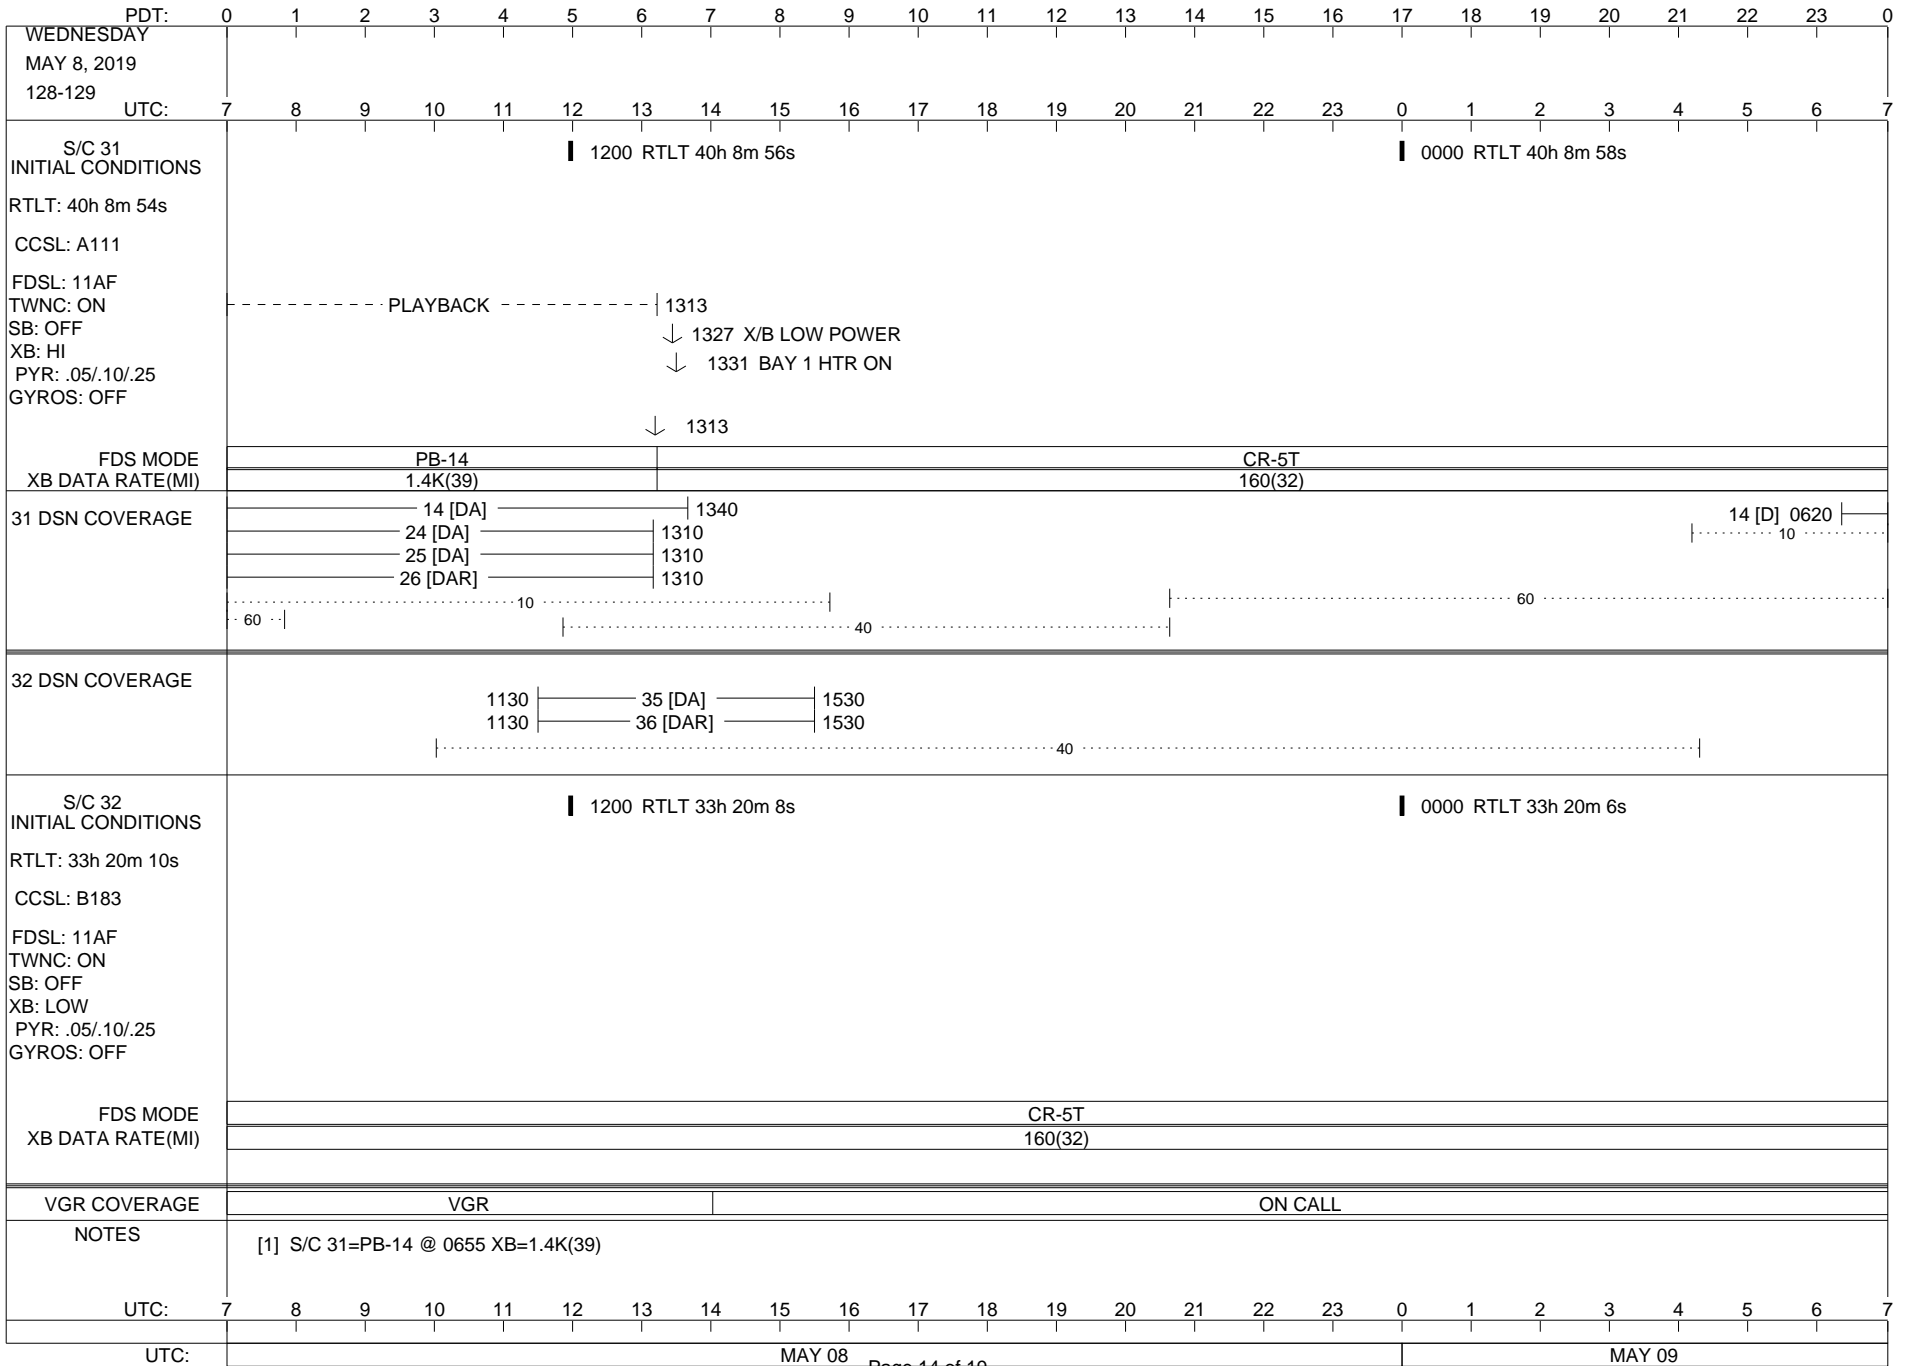 PDT: 0 1 2 3 4 5 6 7 8 9 10 11 12 13 14 15 16 17 18 19 20 21 22 23 0
WEDNESDAY
MAY 8, 2019
128-129
UTC: 7 8 9 10 11 12 13 14 15 16 17 18 19 20 21 22 23 0 1 2 3 4 5 6 7
S/C 31
INITIAL CONDITIONS
1200 RTLT 40h 8m 56s
0000 RTLT 40h 8m 58s
RTLT: 40h 8m 54s
CCSL: A111
FDSL: 11AF
TWNC: ON
SB: OFF
XB: HI
PYR: .05/.10/.25
GYROS: OFF
PLAYBACK 1313
1327 X/B LOW POWER
1331 BAY 1 HTR ON
1313
FDS MODE PB-14 CR-5T
XB DATA RATE(MI) 1.4K(39) 160(32)
31 DSN COVERAGE
14 [DA] 1340
24 [DA] 1310
25 [DA] 1310
26 [DAR] 1310
14 [D] 0620
10
10
60
60
40
32 DSN COVERAGE
1130 35 [DA] 1530
1130 36 [DAR] 1530
40
S/C 32
INITIAL CONDITIONS
1200 RTLT 33h 20m 8s
0000 RTLT 33h 20m 6s
RTLT: 33h 20m 10s
CCSL: B183
FDSL: 11AF
TWNC: ON
SB: OFF
XB: LOW
PYR: .05/.10/.25
GYROS: OFF
FDS MODE CR-5T
XB DATA RATE(MI) 160(32)
VGR COVERAGE VGR ON CALL
NOTES
[1] S/C 31=PB-14 @ 0655 XB=1.4K(39)
UTC: 7 8 9 10 11 12 13 14 15 16 17 18 19 20 21 22 23 0 1 2 3 4 5 6 7
UTC: MAY 08 MAY 09
Page 14 of 19